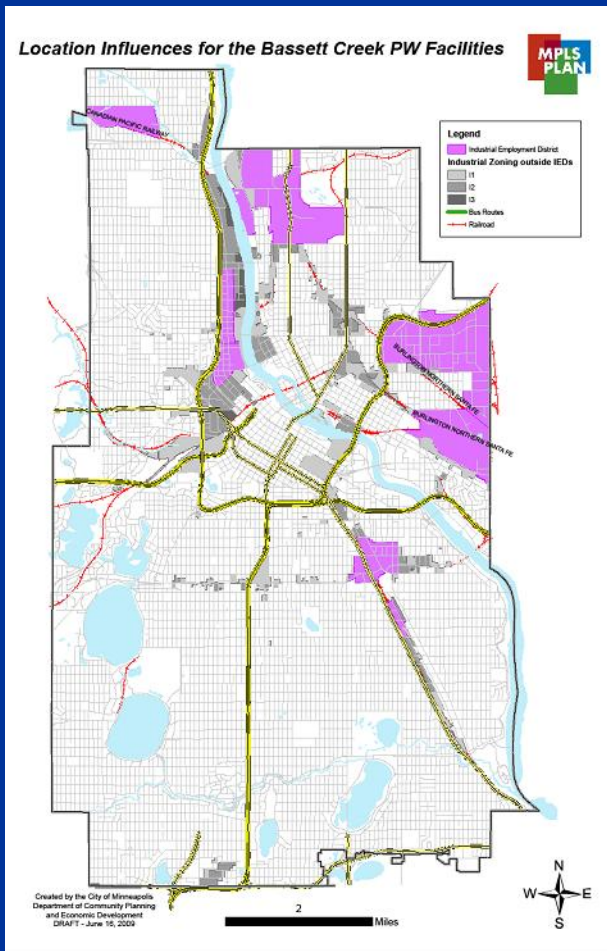 Location Influences for the Bassett Creek PW Facilities
MPLS
PLAN
CANADIAN PACIFIC RAILWAY
Legend
Industrial Employment District
Industrial Zoning outside IEDs
I1
I2
I3
Bus Routes
Railroad
BURLINGTON NORTHERN SANTA FE
BURLINGTON NORTHERN SANTA FE
Created by the City of Minneapolis
Department of Community Planning
and Economic Development
DRAFT - June 16, 2009
2
Miles
N
W
E
S